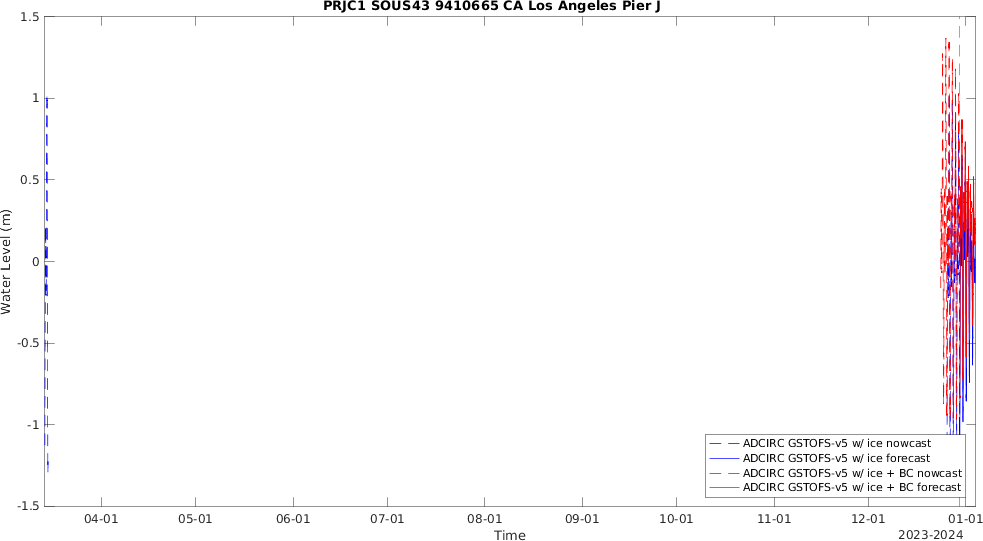 PRJC1 SOUS43 9410665 CA Los Angeles Pier J
1.5
1
0.5
0
-0.5
-1
-1.5
Water Level (m)
04-01 05-01 06-01 07-01 08-01 09-01 10-01 11-01 12-01 01-01
Time
2023-2024
ADCIRC GSTOFS-v5 w/ ice nowcast
ADCIRC GSTOFS-v5 w/ ice forecast
ADCIRC GSTOFS-v5 w/ ice + BC nowcast
ADCIRC GSTOFS-v5 w/ ice + BC forecast